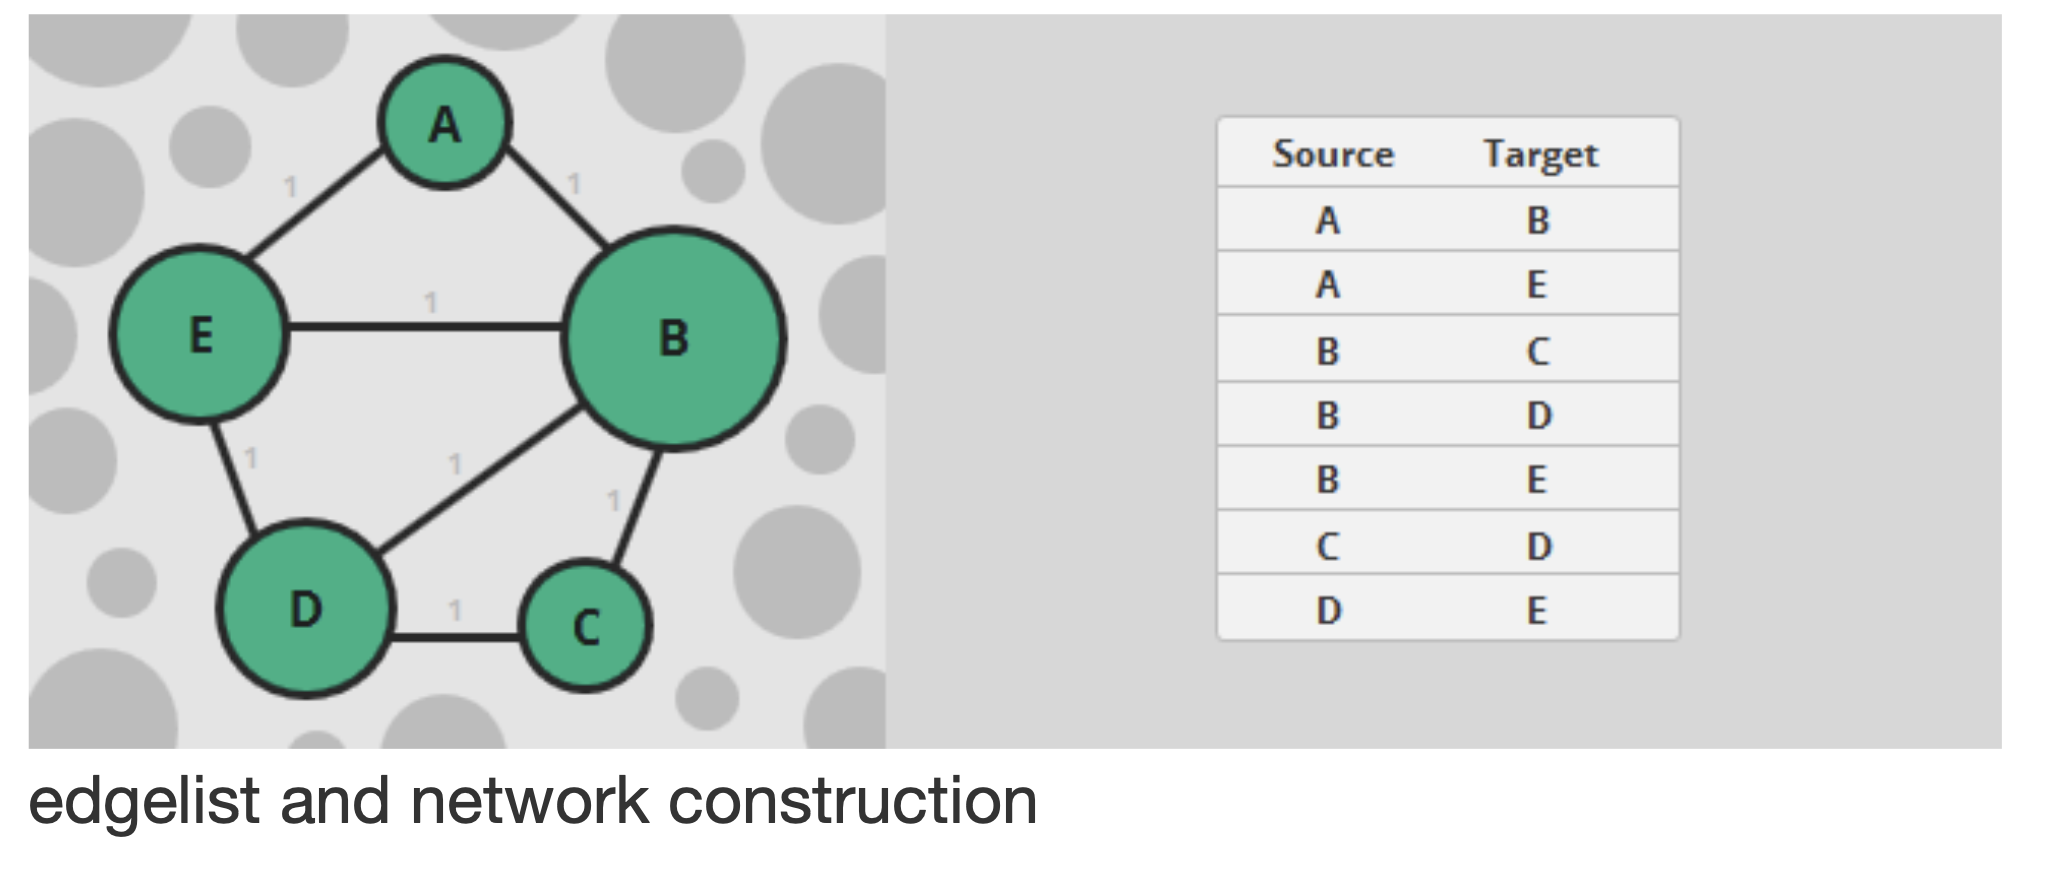 A
1
1
E
1
B
1
1
1
D
1
C
Source Target
A B
A E
B C
B D
B E
C D
D E
edgelist and network construction